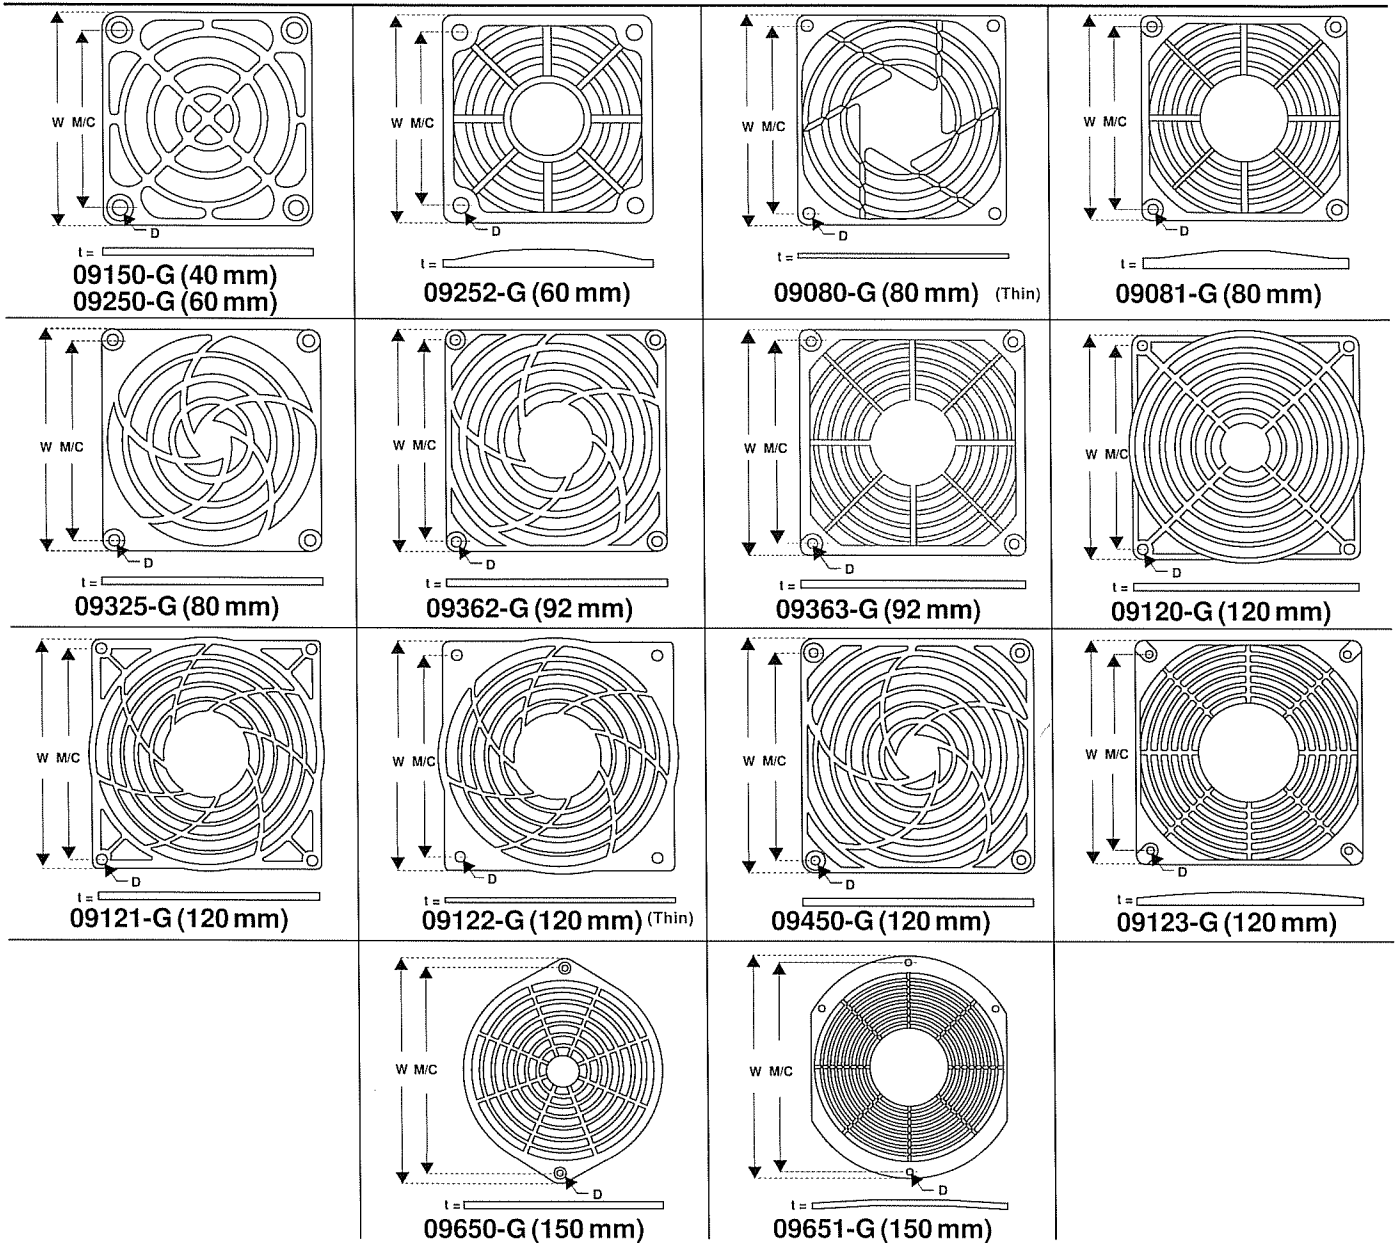 W M/C
D
t =
09150-G (40 mm)
09250-G (60 mm)
W M/C
D
t =
09252-G (60 mm)
W M/C
D
t =
09080-G (80 mm) (Thin)
W M/C
D
t =
09081-G (80 mm)
W M/C
D
t =
09325-G (80 mm)
W M/C
D
t =
09362-G (92 mm)
W M/C
D
t =
09363-G (92 mm)
W M/C
D
t =
09120-G (120 mm)
W M/C
D
t =
09121-G (120 mm)
W M/C
D
t =
09122-G (120 mm) (Thin)
W M/C
D
09450-G (120 mm)
W M/C
D
t =
09123-G (120 mm)
W M/C
D
t =
09650-G (150 mm)
W M/C
D
t =
09651-G (150 mm)